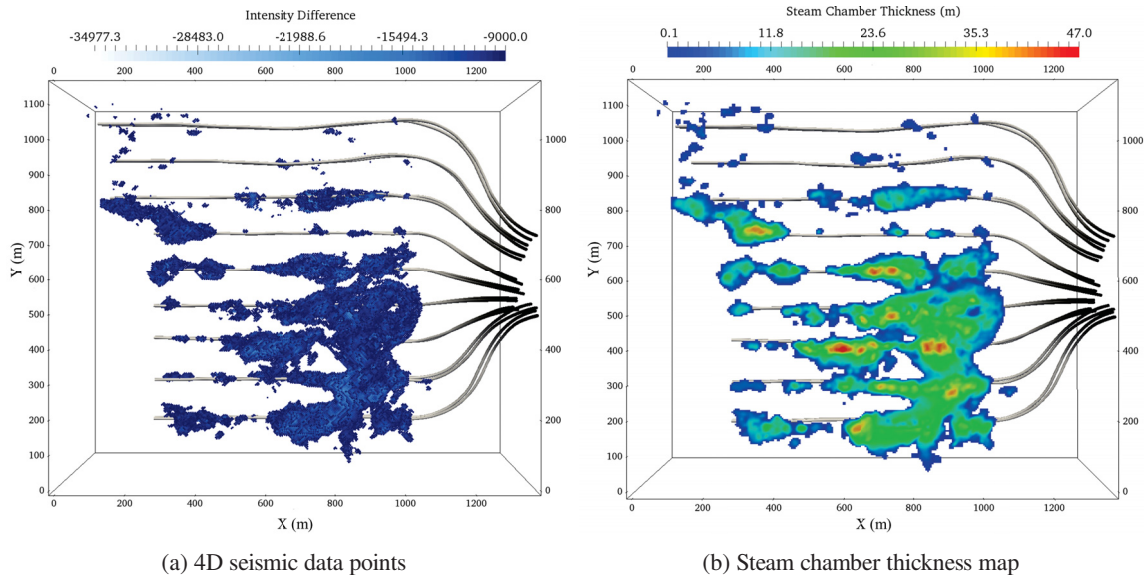 Intensity Difference
-34977.3 -28483.0 -21988.6 -15494.3 -9000.0
0 200 400 600 800 1000 1200
1100
1000
900
800
700
600
500
400
300
200
100
0
1000
800
600
400
200
0
Y (m)
0 200 400 600 800 1000 1200
X (m)
(a) 4D seismic data points
Steam Chamber Thickness (m)
0.1 11.8 23.6 35.3 47.0
0 200 400 600 800 1000 1200
1100
1000
900
800
700
600
500
400
300
200
100
0
1000
800
600
400
200
0
Y (m)
0 200 400 600 800 1000 1200
X (m)
(b) Steam chamber thickness map